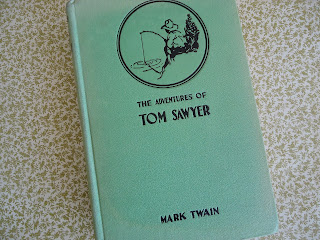 THE ADVENTURES OF
TOM SAWYER
MARK TWAIN